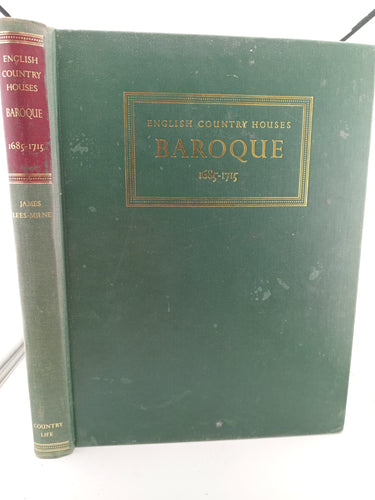 ENGLISH
COUNTRY
HOUSES
BAROQUE
1685-1715
JAMES
LEES-MILNE
COUNTRY
LIFE
ENGLISH COUNTRY HOUSES
BAROQUE
1685-1715